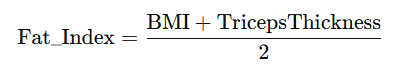 Fat_Index = BMI + TricepsThickness / 2